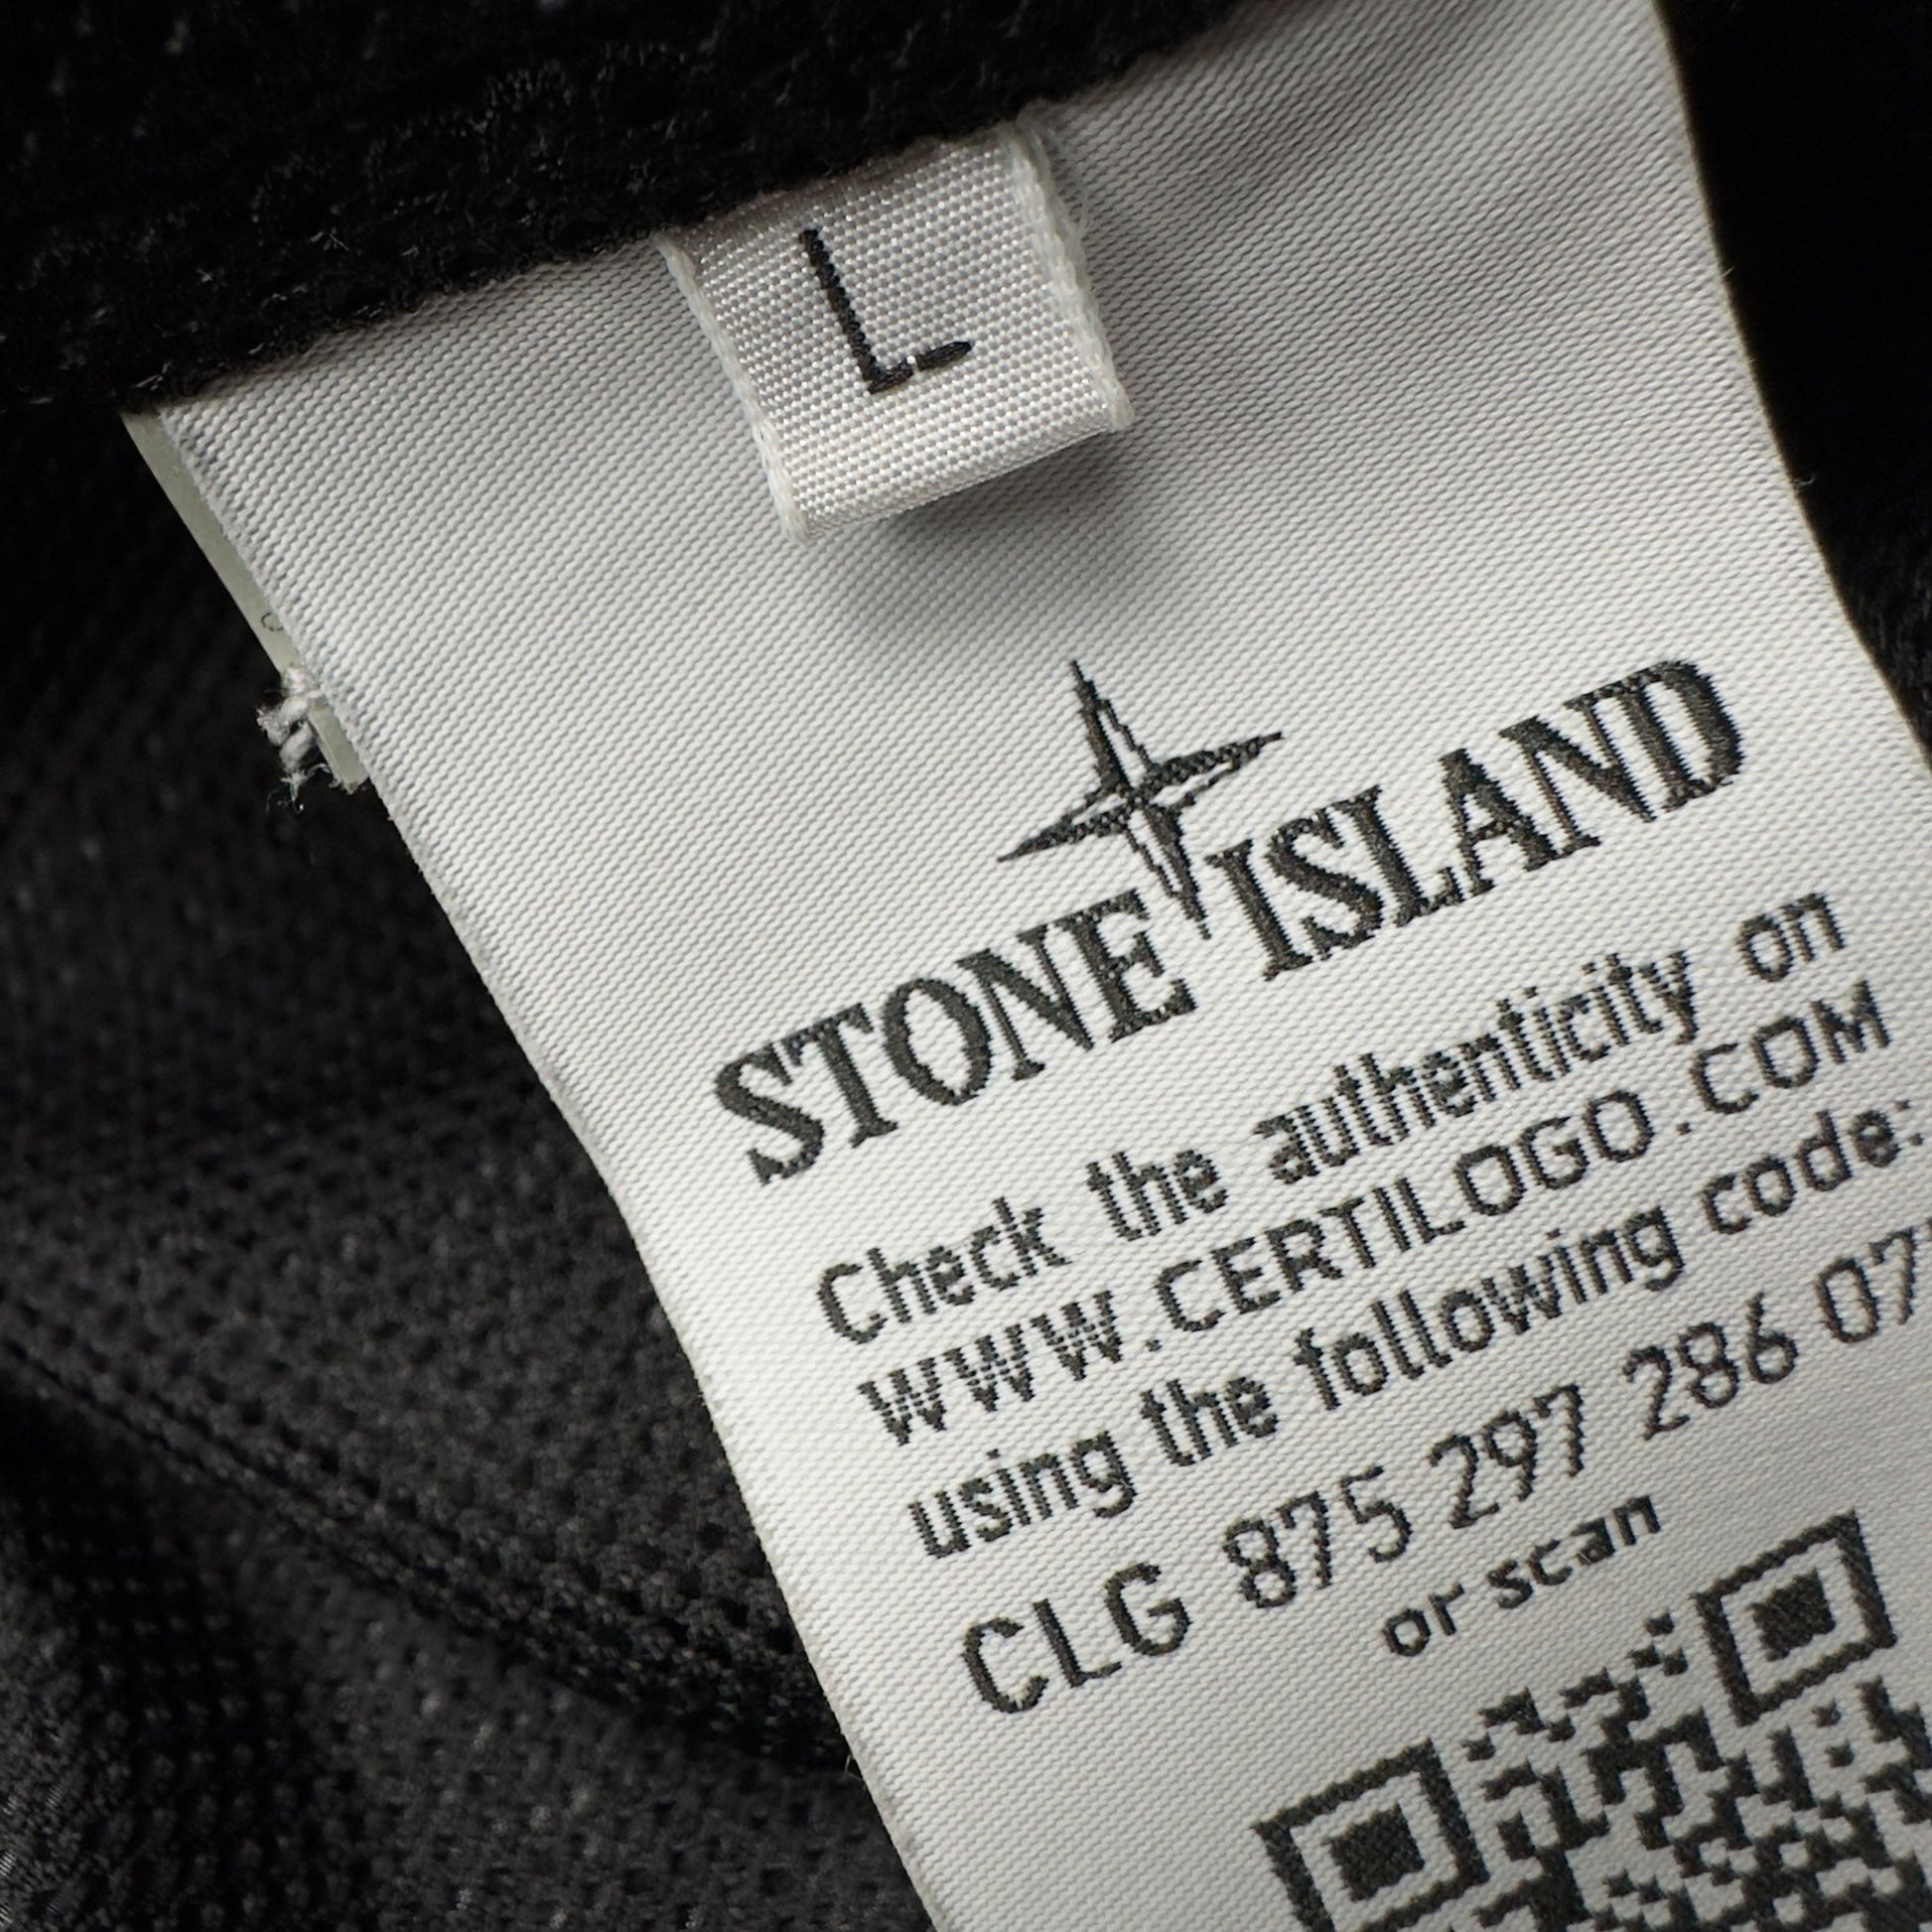 L
STONE ISLAND
Check the authenticity on
WWW.CERTILOGO.COM
using the following code:
CLG 875 297 286 07
or scan